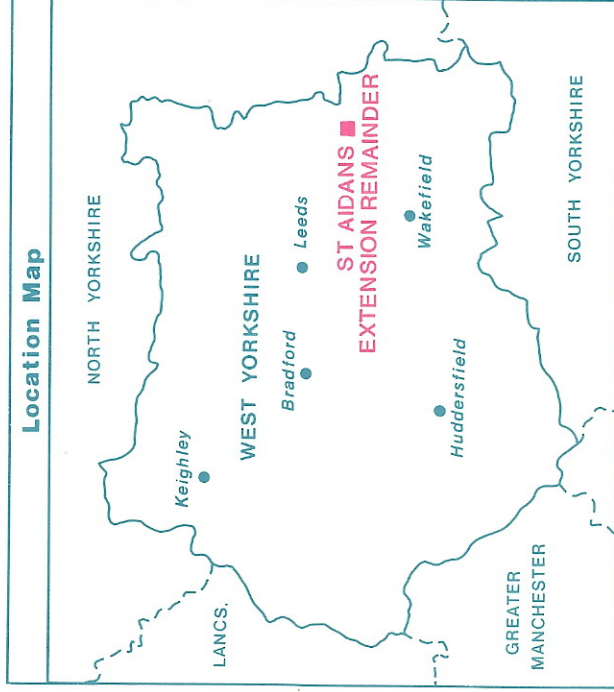 Location Map
NORTH YORKSHIRE
Keighley
WEST YORKSHIRE
Bradford
Leeds
LANCS.
ST AIDANS
EXTENSION REMAINDER
Huddersfield
Wakefield
GREATER
MANCHESTER
SOUTH YORKSHIRE